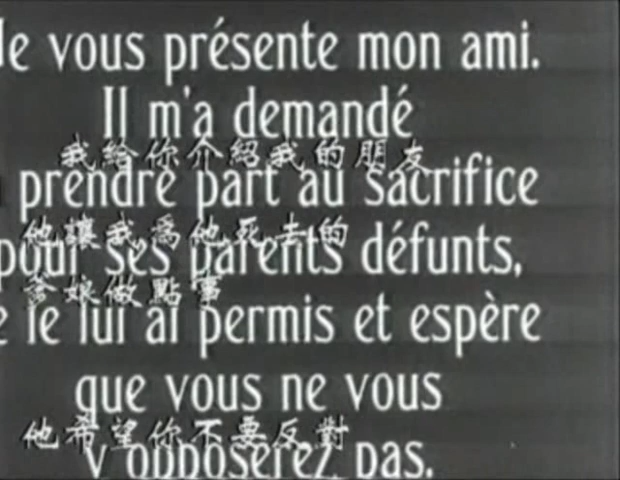 Je vous présente mon ami.
Il m'a demandé
我給你介紹我的朋友
prendre part au sacrifice
他讓我為他死去的
pour ses parents défunts,
爹娘做點事
e le lui ai permis et espère
que vous ne vous
他希望你不要反對
y opposerez pas.